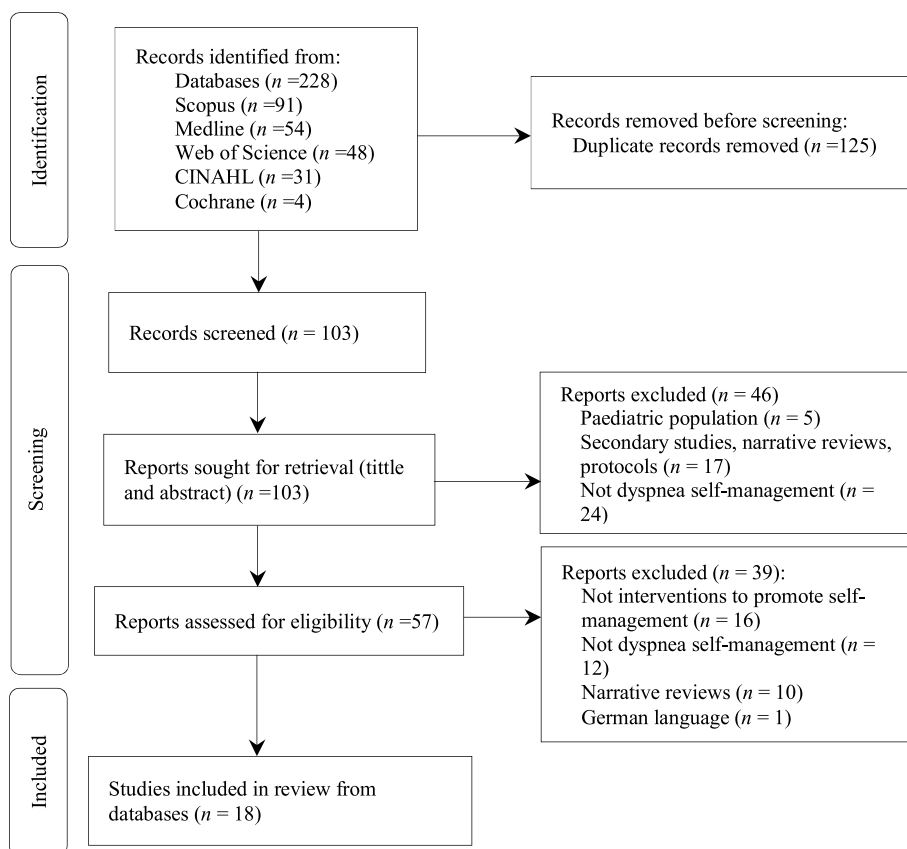 Identification
Records identified from:
Databases (n =228)
Scopus (n =91)
Medline (n =54)
Web of Science (n =48)
CINAHL (n =31)
Cochrane (n =4)
Records removed before screening:
Duplicate records removed (n =125)
Screening
Records screened (n = 103)
Reports sought for retrieval (tittle
and abstract) (n =103)
Reports excluded (n = 46)
Paediatric population (n = 5)
Secondary studies, narrative reviews,
protocols (n = 17)
Not dyspnea self-management (n =
24)
Reports assessed for eligibility (n =57)
Reports excluded (n = 39):
Not interventions to promote self-
management (n = 16)
Not dyspnea self-management (n =
12)
Narrative reviews (n = 10)
German language (n = 1)
Included
Studies included in review from
databases (n = 18)